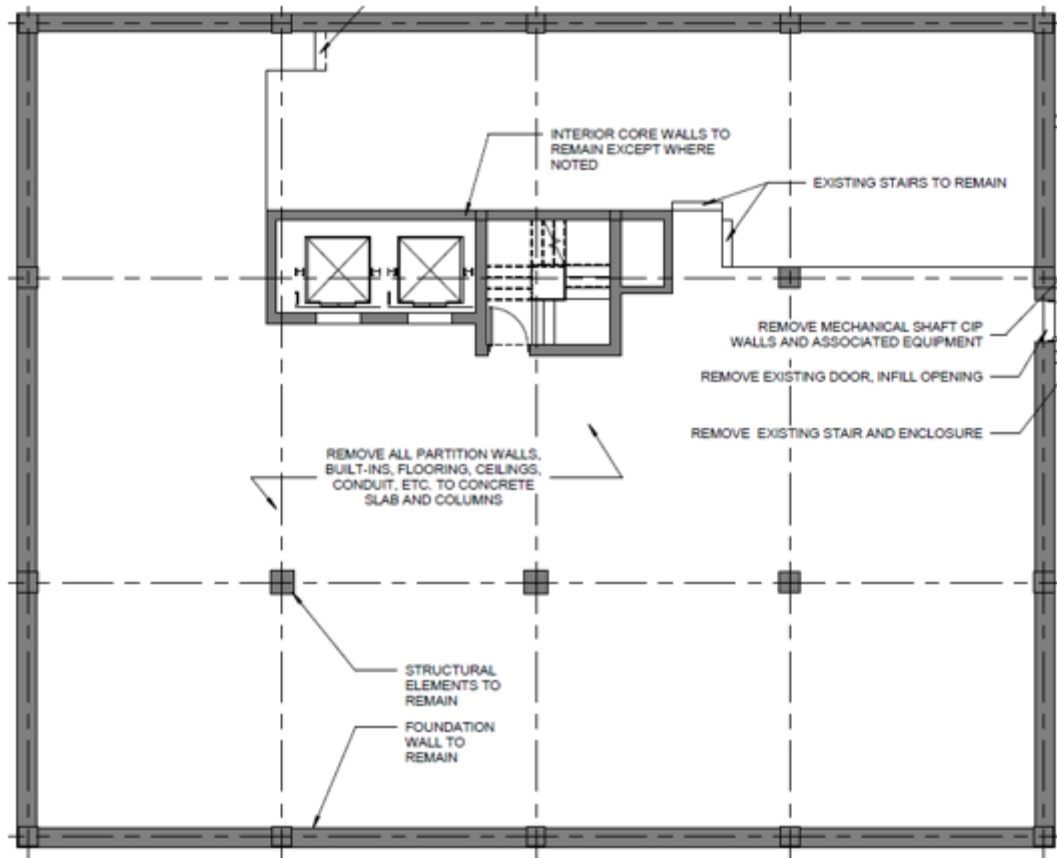 INTERIOR CORE WALLS TO
REMAIN EXCEPT WHERE
NOTED
EXISTING STAIRS TO REMAIN
REMOVE MECHANICAL SHAFT CIP
WALLS AND ASSOCIATED EQUIPMENT
REMOVE EXISTING DOOR, INFILL OPENING
REMOVE EXISTING STAIR AND ENCLOSURE
REMOVE ALL PARTITION WALLS,
BUILT-INS, FLOORING, CEILINGS,
CONDUIT, ETC. TO CONCRETE
SLAB AND COLUMNS
STRUCTURAL
ELEMENTS TO
REMAIN
FOUNDATION
WALL TO
REMAIN